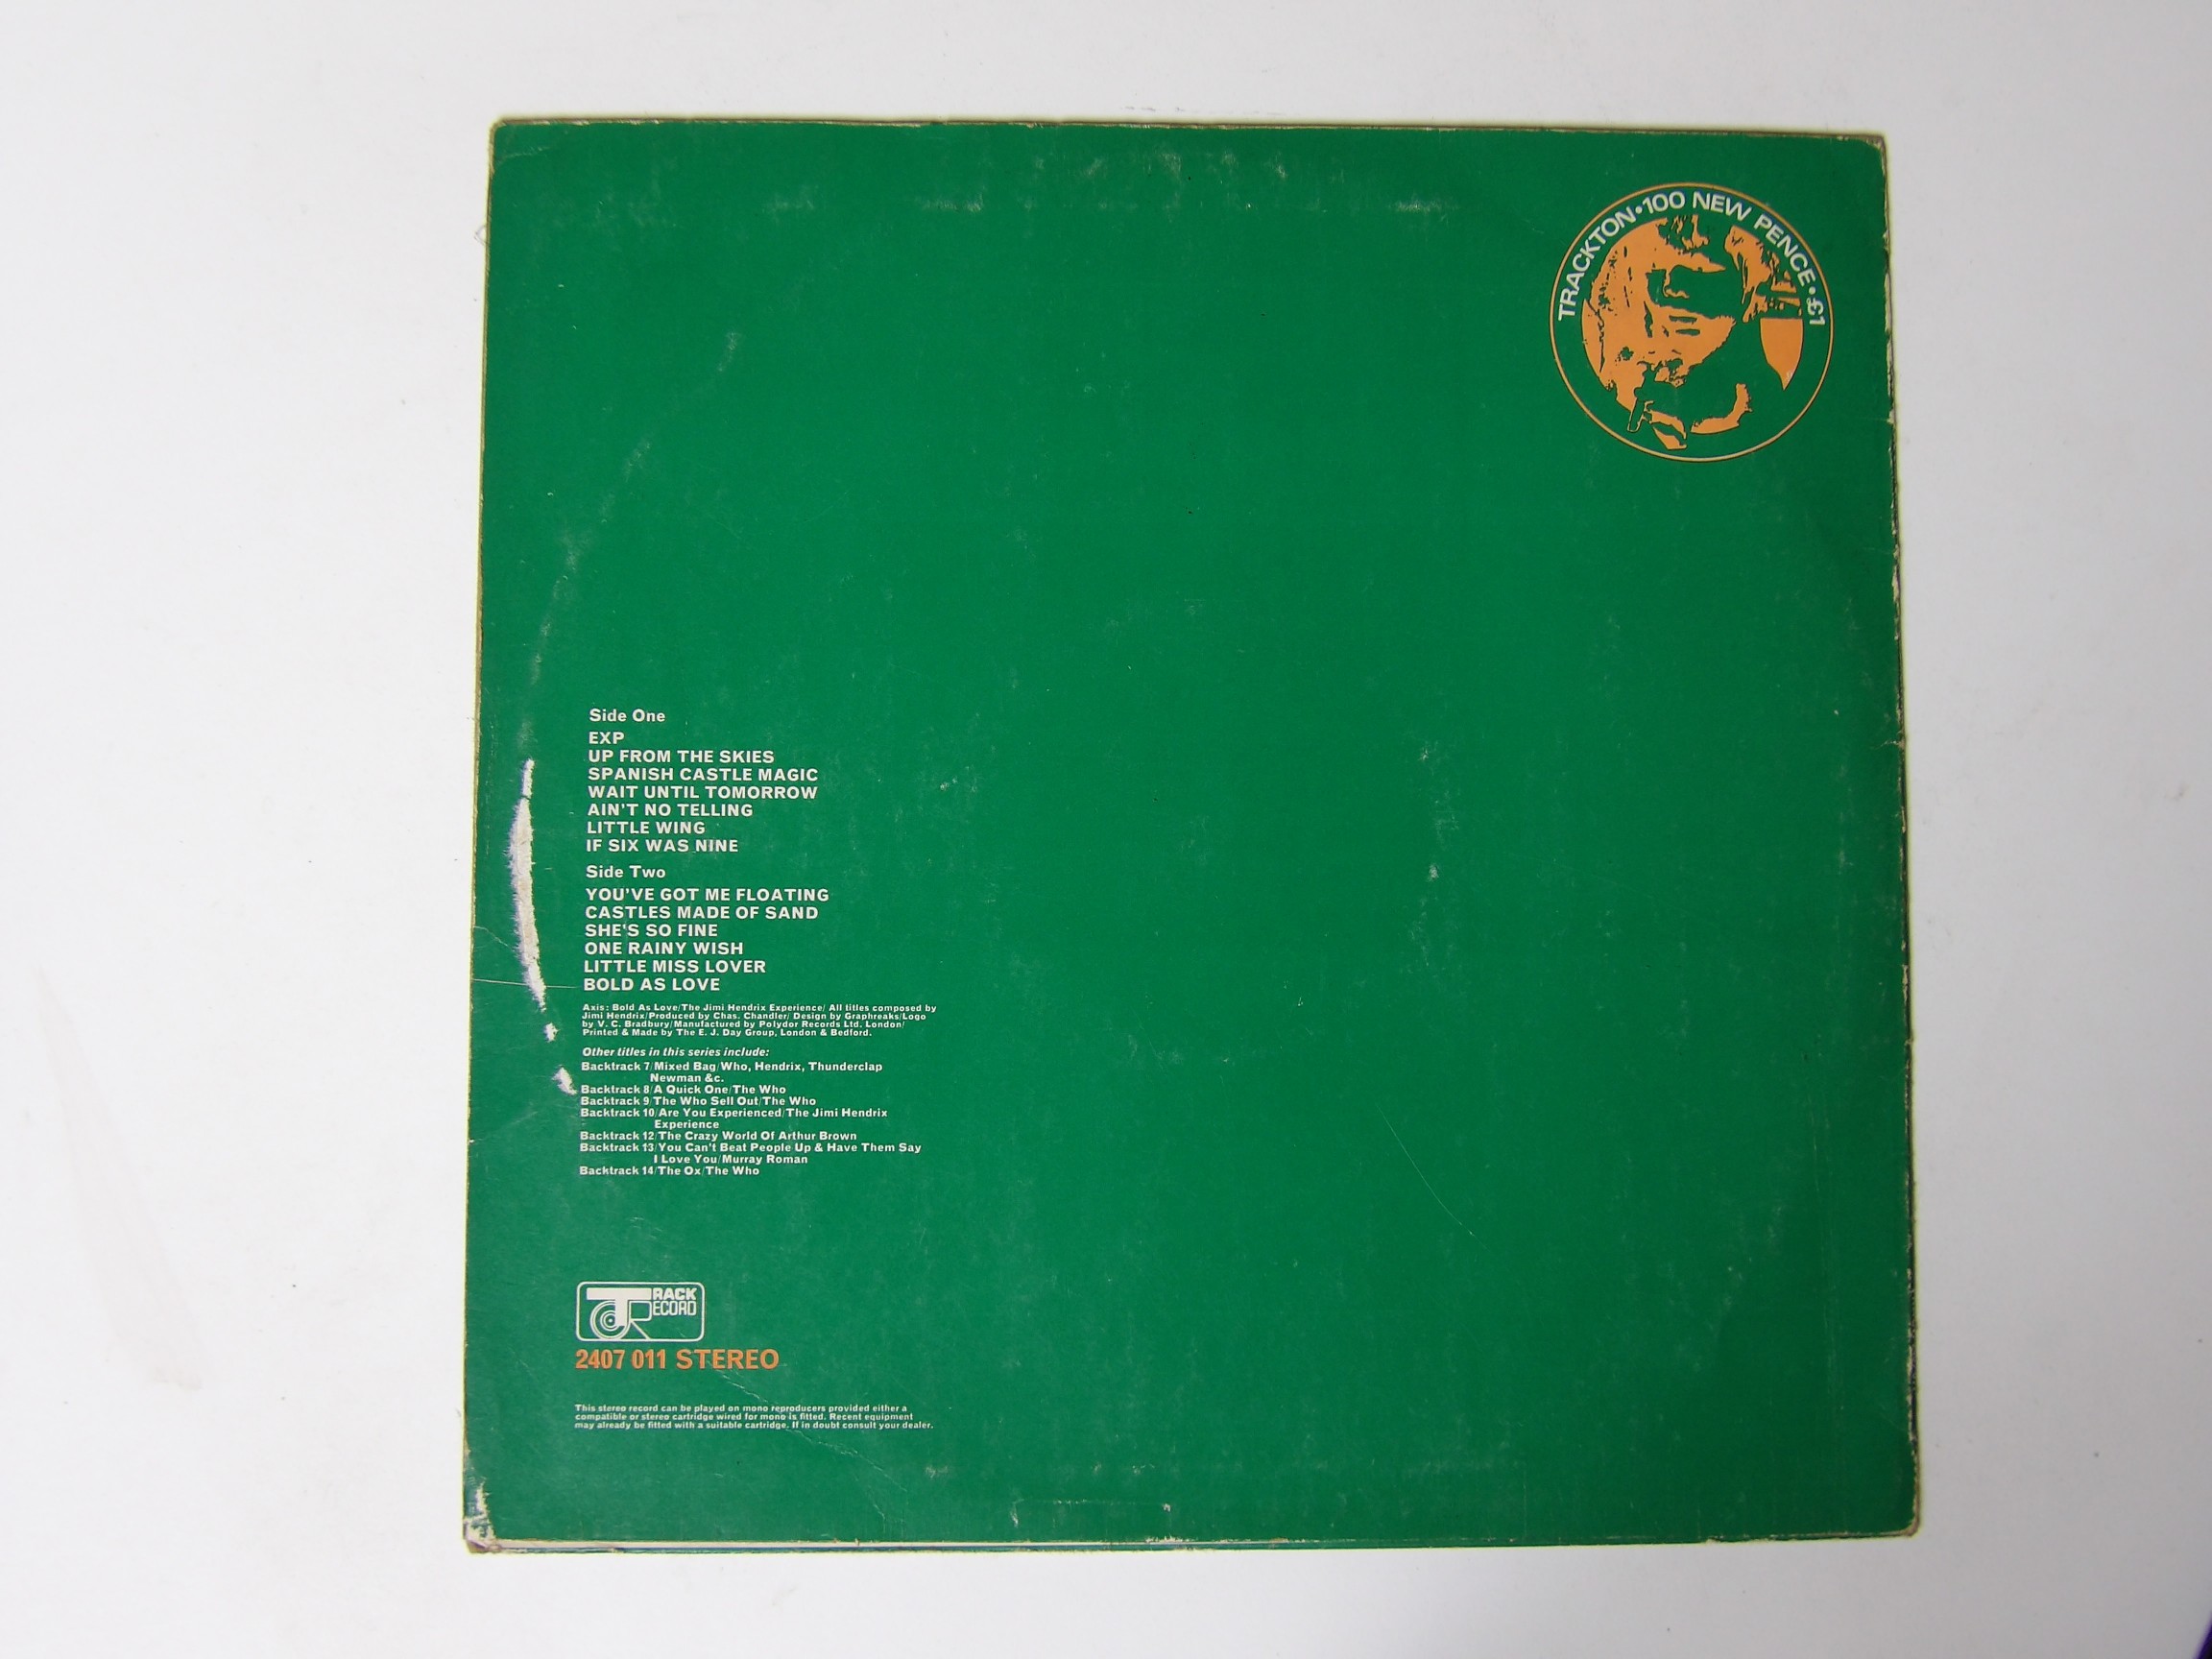 TRACKTON•100 NEW PENCE•£1
Side One
EXP
UP FROM THE SKIES
SPANISH CASTLE MAGIC
WAIT UNTIL TOMORROW
AIN'T NO TELLING
LITTLE WING
IF SIX WAS NINE
Side Two
YOU'VE GOT ME FLOATING
CASTLES MADE OF SAND
SHE'S SO FINE
ONE RAINY WISH
LITTLE MISS LOVER
BOLD AS LOVE
Axis: Bold As Love/The Jimi Hendrix Experience/ All titles composed by
Jimi Hendrix/Produced by Chas. Chandler/ Design by Graphreaks/Logo
by V. C. Bradbury/Manufactured by Polydor Records Ltd. London/
Printed & Made by The E. J. Day Group, London & Bedford.
Other titles in this series include:
Backtrack 7/Mixed Bag/Who, Hendrix, Thunderclap
Newman &c.
Backtrack 8/A Quick One/The Who
Backtrack 9/The Who Sell Out/The Who
Backtrack 10/Are You Experienced/The Jimi Hendrix
Experience
Backtrack 12/The Crazy World Of Arthur Brown
Backtrack 13/You Can't Beat People Up & Have Them Say
I Love You/Murray Roman
Backtrack 14/The Ox/The Who
TRACK
RECORD
2407 011 STEREO
This stereo record can be played on mono reproducers provided either a
compatible or stereo cartridge wired for mono is fitted. Recent equipment
may already be fitted with a suitable cartridge. If in doubt consult your dealer.